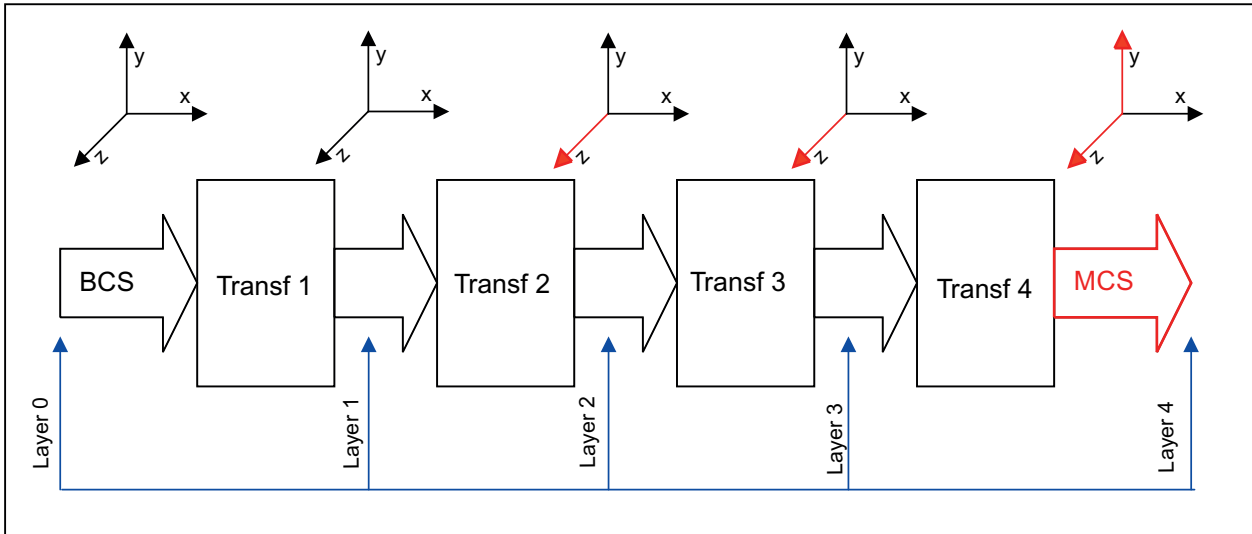 y
x
z
y
x
z
y
x
z
y
x
z
y
x
z
BCS
Transf 1
Transf 2
Transf 3
Transf 4
MCS
Layer 0
Layer 1
Layer 2
Layer 3
Layer 4